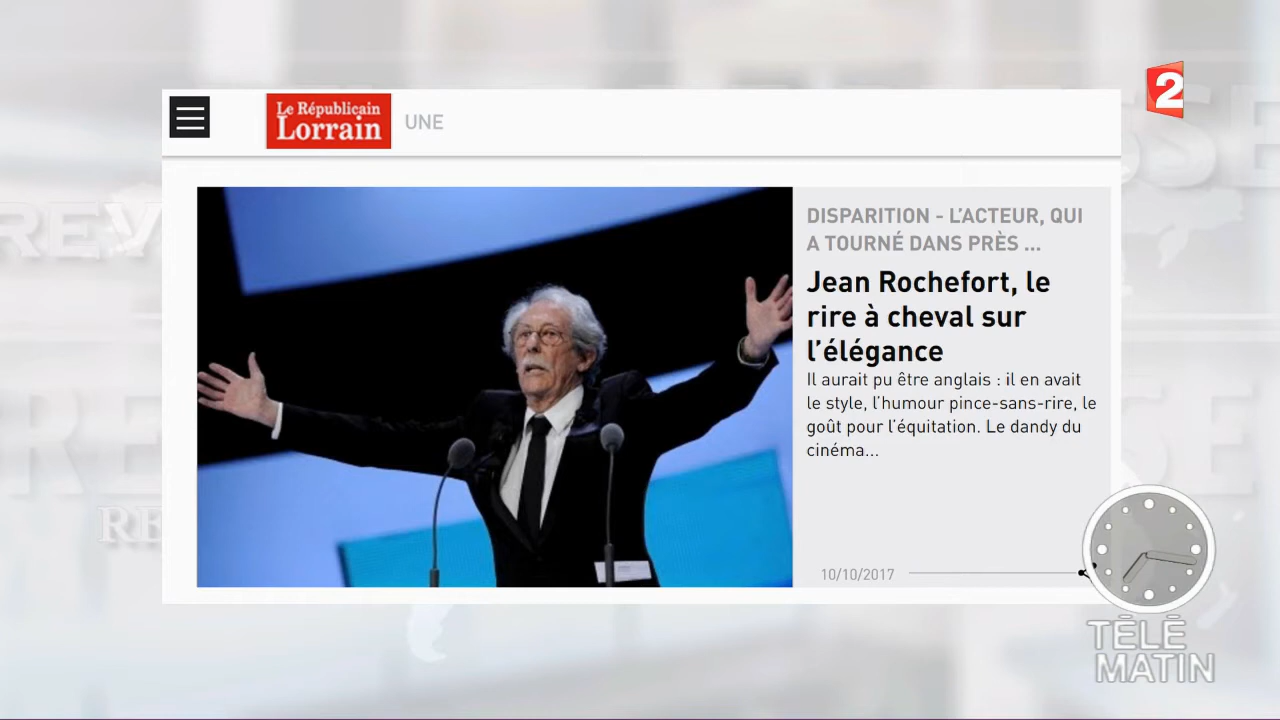 2
Le Républicain
Lorrain
UNE
REV
DISPARITION - L'ACTEUR, QUI
A TOURNÉ DANS PRÈS ...
Jean Rochefort, le
rire à cheval sur
l'élégance
Il aurait pu être anglais : il en avait
le style, l'humour pince-sans-rire, le
goût pour l'équitation. Le dandy du
cinéma...
RE
10/10/2017
TÉLÉ
MATIN